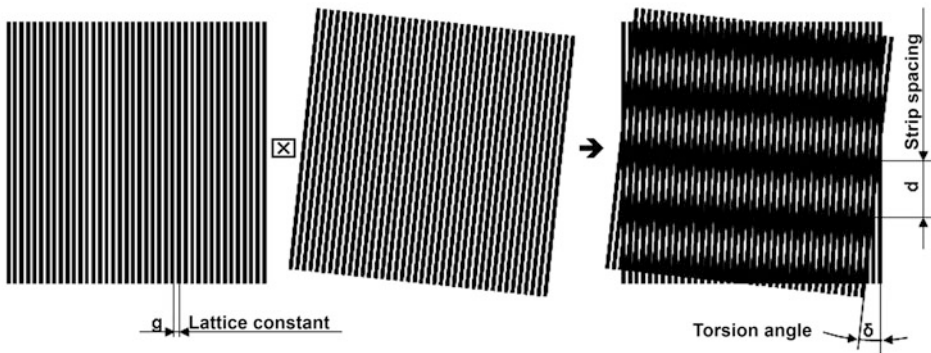 Strip spacing
d
g
Lattice constant
Torsion angle
δ